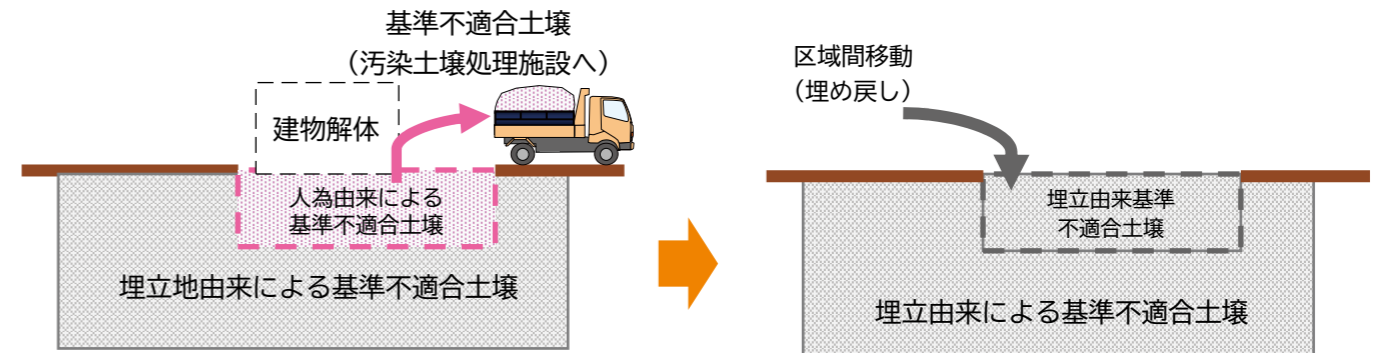 基準不適合土壌
（汚染土壌処理施設へ）
建物解体
人為由来による
基準不適合土壌
埋立地由来による基準不適合土壌
区域間移動
（埋め戻し）
埋立由来基準
不適合土壌
埋立由来による基準不適合土壌